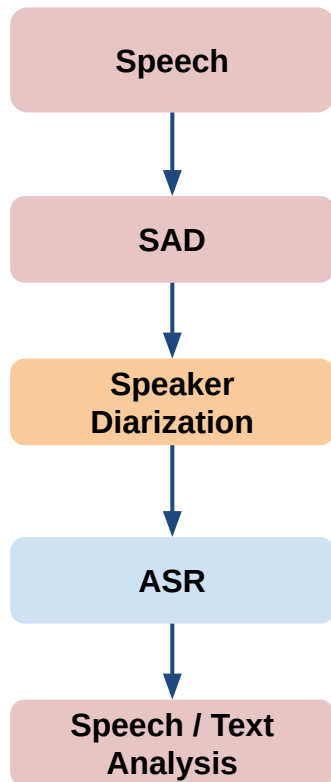 Speech
SAD
Speaker
Diarization
ASR
Speech / Text
Analysis